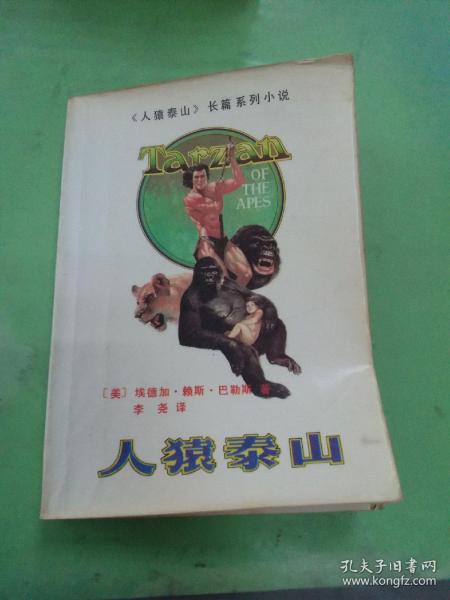 《人猿泰山》长篇系列小说
Tarzan
OF
THE
APES
[美] 埃德加·赖斯·巴勒斯 著
李尧 译
人猿泰山
孔夫子旧书网
www.kongfz.com